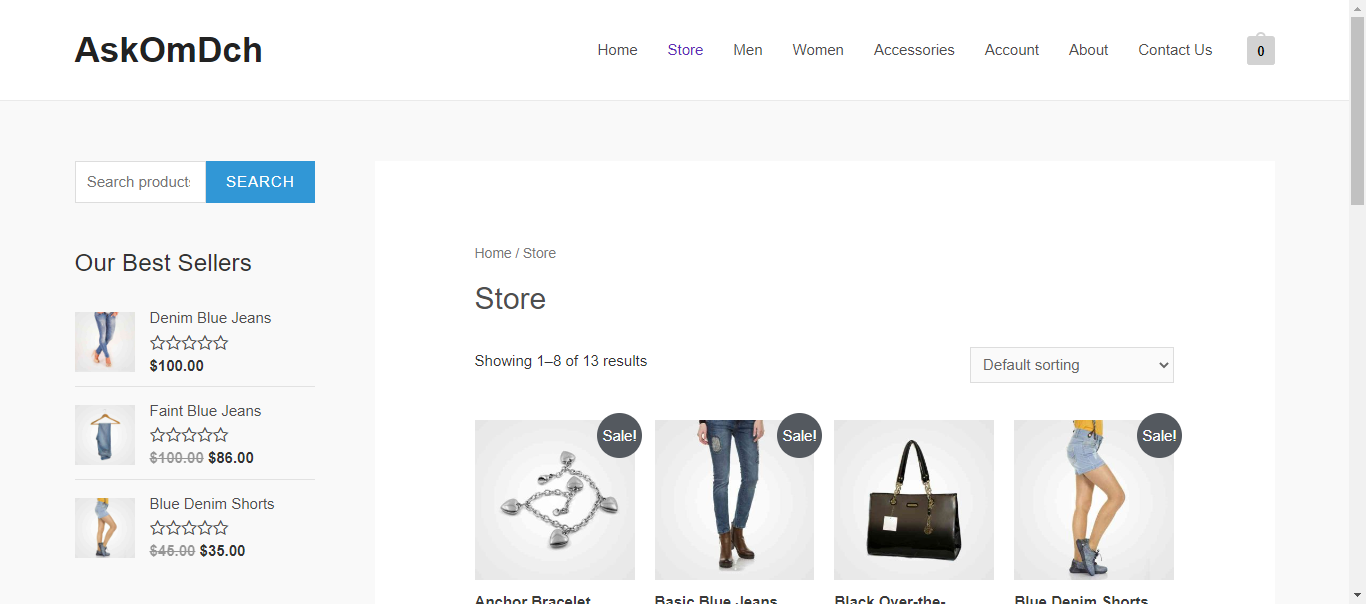 AskOmDch
Home Store Men Women Accessories Account About Contact Us 0
Search product
SEARCH
Our Best Sellers
Denim Blue Jeans
$100.00
Faint Blue Jeans
$100.00 $86.00
Blue Denim Shorts
$45.00 $35.00
Home / Store
Store
Showing 1–8 of 13 results
Default sorting
Sale!
Sale!
Sale!
Anchor Bracelet
Basic Blue Jeans
Black Over-the-
Blue Denim Shorts